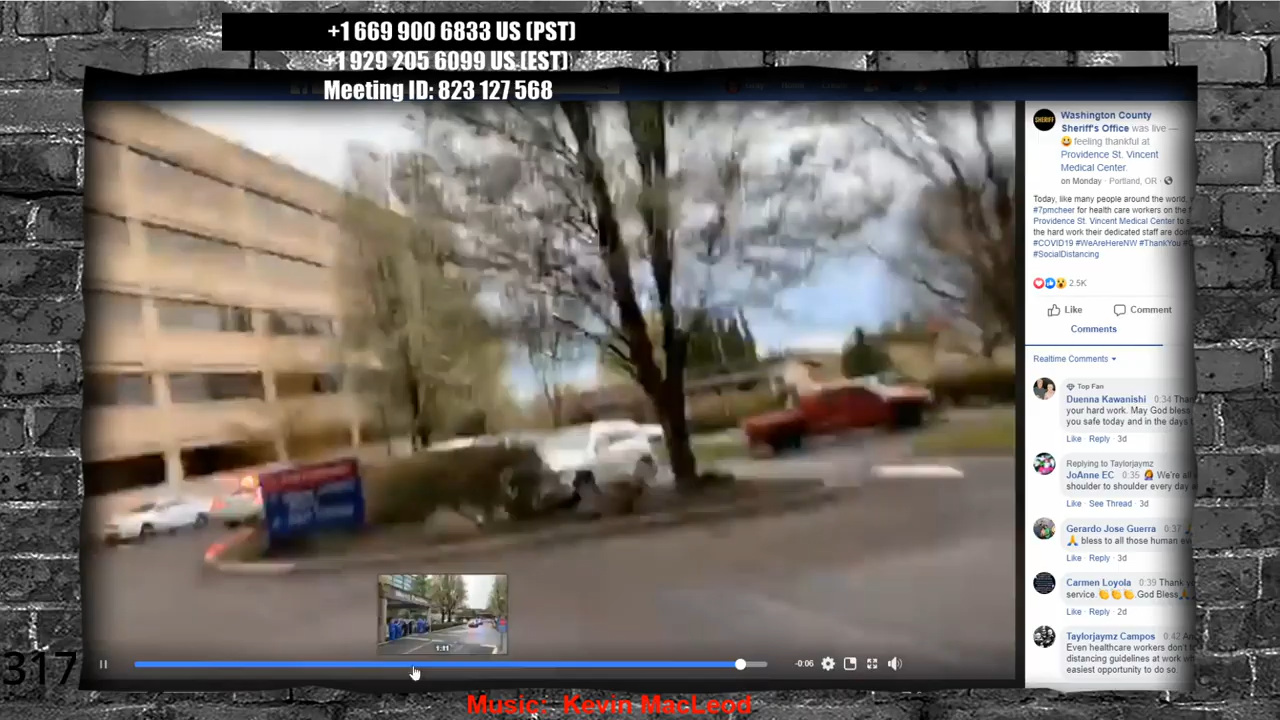 +1 669 900 6833 US (PST)
+1 929 205 6099 US (EST)
Meeting ID: 823 127 568
SHERIFF
Washington County
Sheriff's Office was live —
feeling thankful at
Providence St. Vincent
Medical Center.
on Monday · Portland, OR ·
Today, like many people around the world,
#7pmcheer for health care workers on the
Providence St. Vincent Medical Center to
the hard work their dedicated staff are
#COVID19 #WeAreHereNW #ThankYou
#SocialDistancing
2.5K
Like Comment
Comments
Realtime Comments
Top Fan
Duenna Kawanishi 0:34
your hard work. May God bless
you safe today and in the days
Like · Reply · 3d
Replying to Taylorjaymz
JoAnne EC 0:35 We're all
shoulder to shoulder every day
Like · See Thread · 3d
Gerardo Jose Guerra 0:37
bless to all those human
Like · Reply · 3d
Carmen Loyola 0:39 Thank
service. 👏👏👏.God Bless
Like · Reply · 2d
Taylorjaymz Campos 0:42
Even healthcare workers don't
distancing guidelines at work
easiest opportunity to do so.
1:11
-0:06
317
Music: Kevin MacLeod